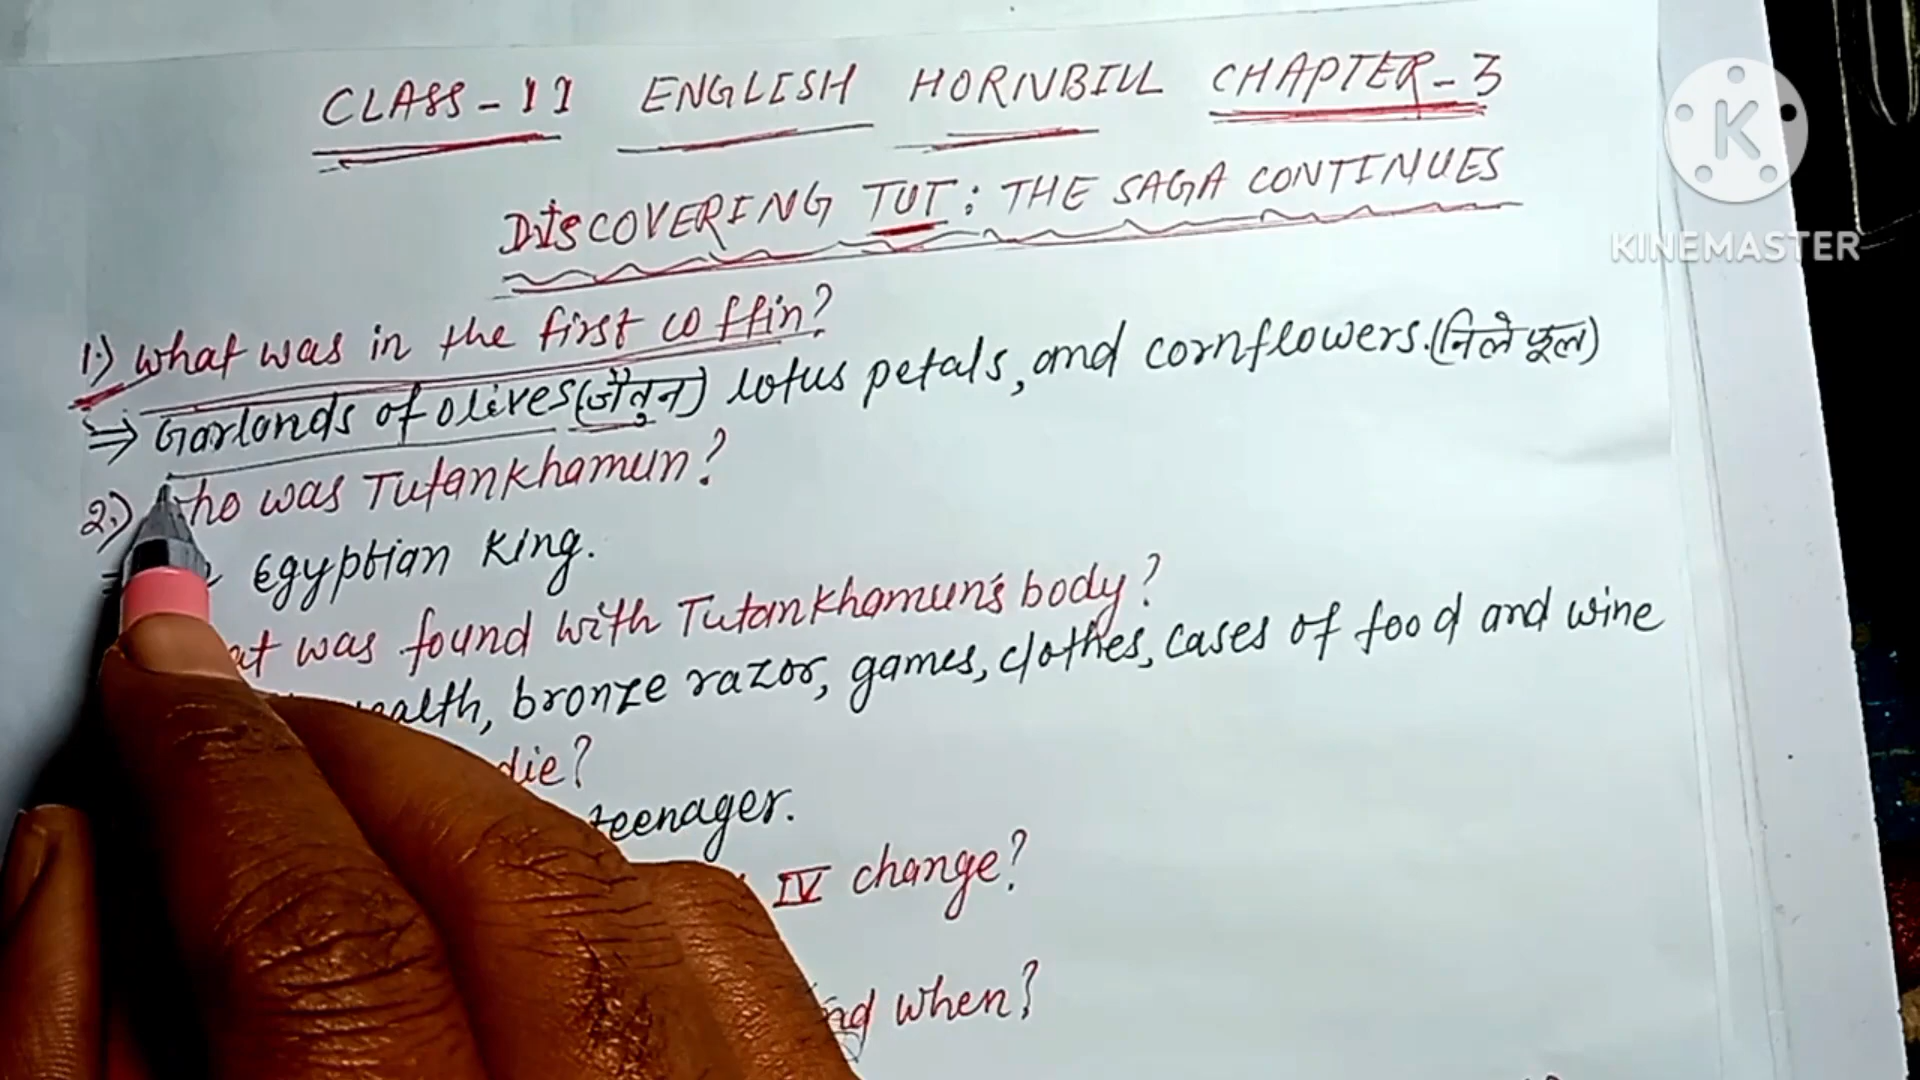 CLASS-11 ENGLISH HORNBILL CHAPTER-3
DISCOVERING TUT: THE SAGA CONTINUES
1.) What was in the first coffin?
⇒ Garlands of olives (जैतुन) lotus petals, and cornflowers. (निले फूल)
2.) who was Tutankhamun?
Egyptian King.
was found with Tutankhamun's body?
bronze razor, games, clothes, cases of food and wine
die?
teenager.
IV change?
and when?
K
KINEMASTER